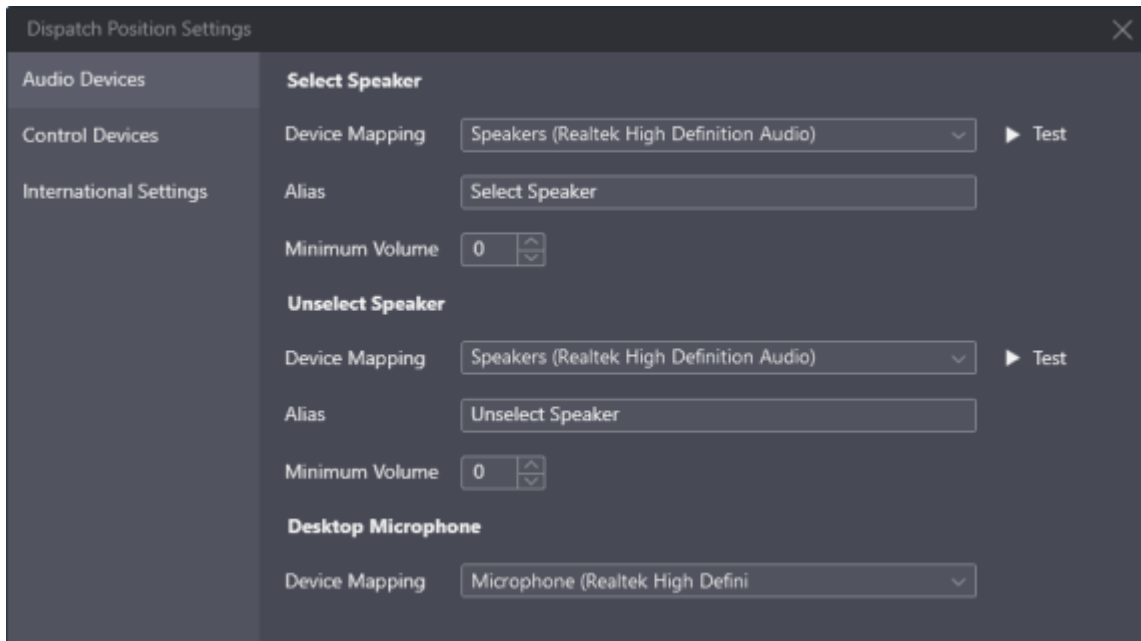 Dispatch Position Settings
Audio Devices
Control Devices
International Settings
Select Speaker
Device Mapping Speakers (Realtek High Definition Audio) Test
Alias Select Speaker
Minimum Volume 0
Unselect Speaker
Device Mapping Speakers (Realtek High Definition Audio) Test
Alias Unselect Speaker
Minimum Volume 0
Desktop Microphone
Device Mapping Microphone (Realtek High Defini